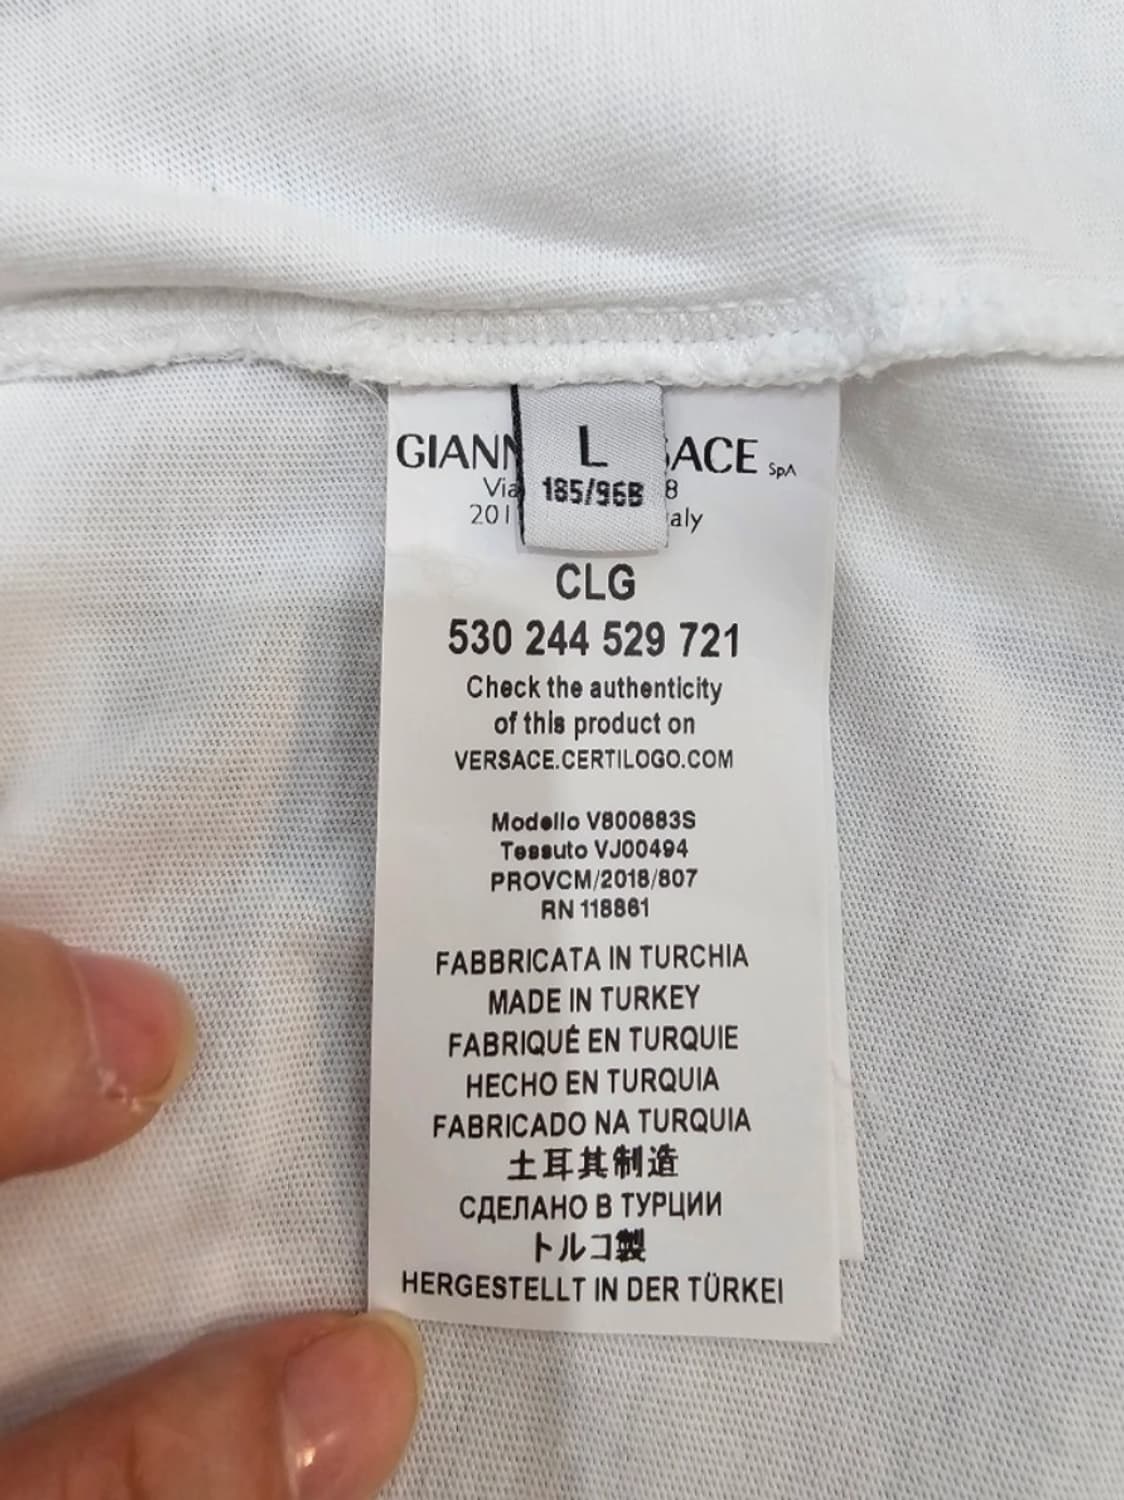 L
185/96B
GIANN ACE SpA
Via 8
201 aly
CLG
530 244 529 721
Check the authenticity
of this product on
VERSACE.CERTILOGO.COM
Modello V800683S
Tessuto VJ00494
PROVCM/2018/807
RN 118861
FABBRICATA IN TURCHIA
MADE IN TURKEY
FABRIQUÉ EN TURQUIE
HECHO EN TURQUIA
FABRICADO NA TURQUIA
土耳其制造
СДЕЛАНО В ТУРЦИИ
トルコ製
HERGESTELLT IN DER TÜRKEI